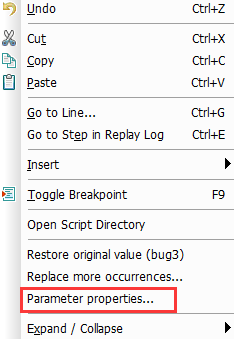 Undo Ctrl+Z
Cut Ctrl+X
Copy Ctrl+C
Paste Ctrl+V
Go to Line... Ctrl+G
Go to Step in Replay Log Ctrl+E
Insert
Toggle Breakpoint F9
Open Script Directory
Restore original value (bug3)
Replace more occurrences...
Parameter properties...
Expand / Collapse